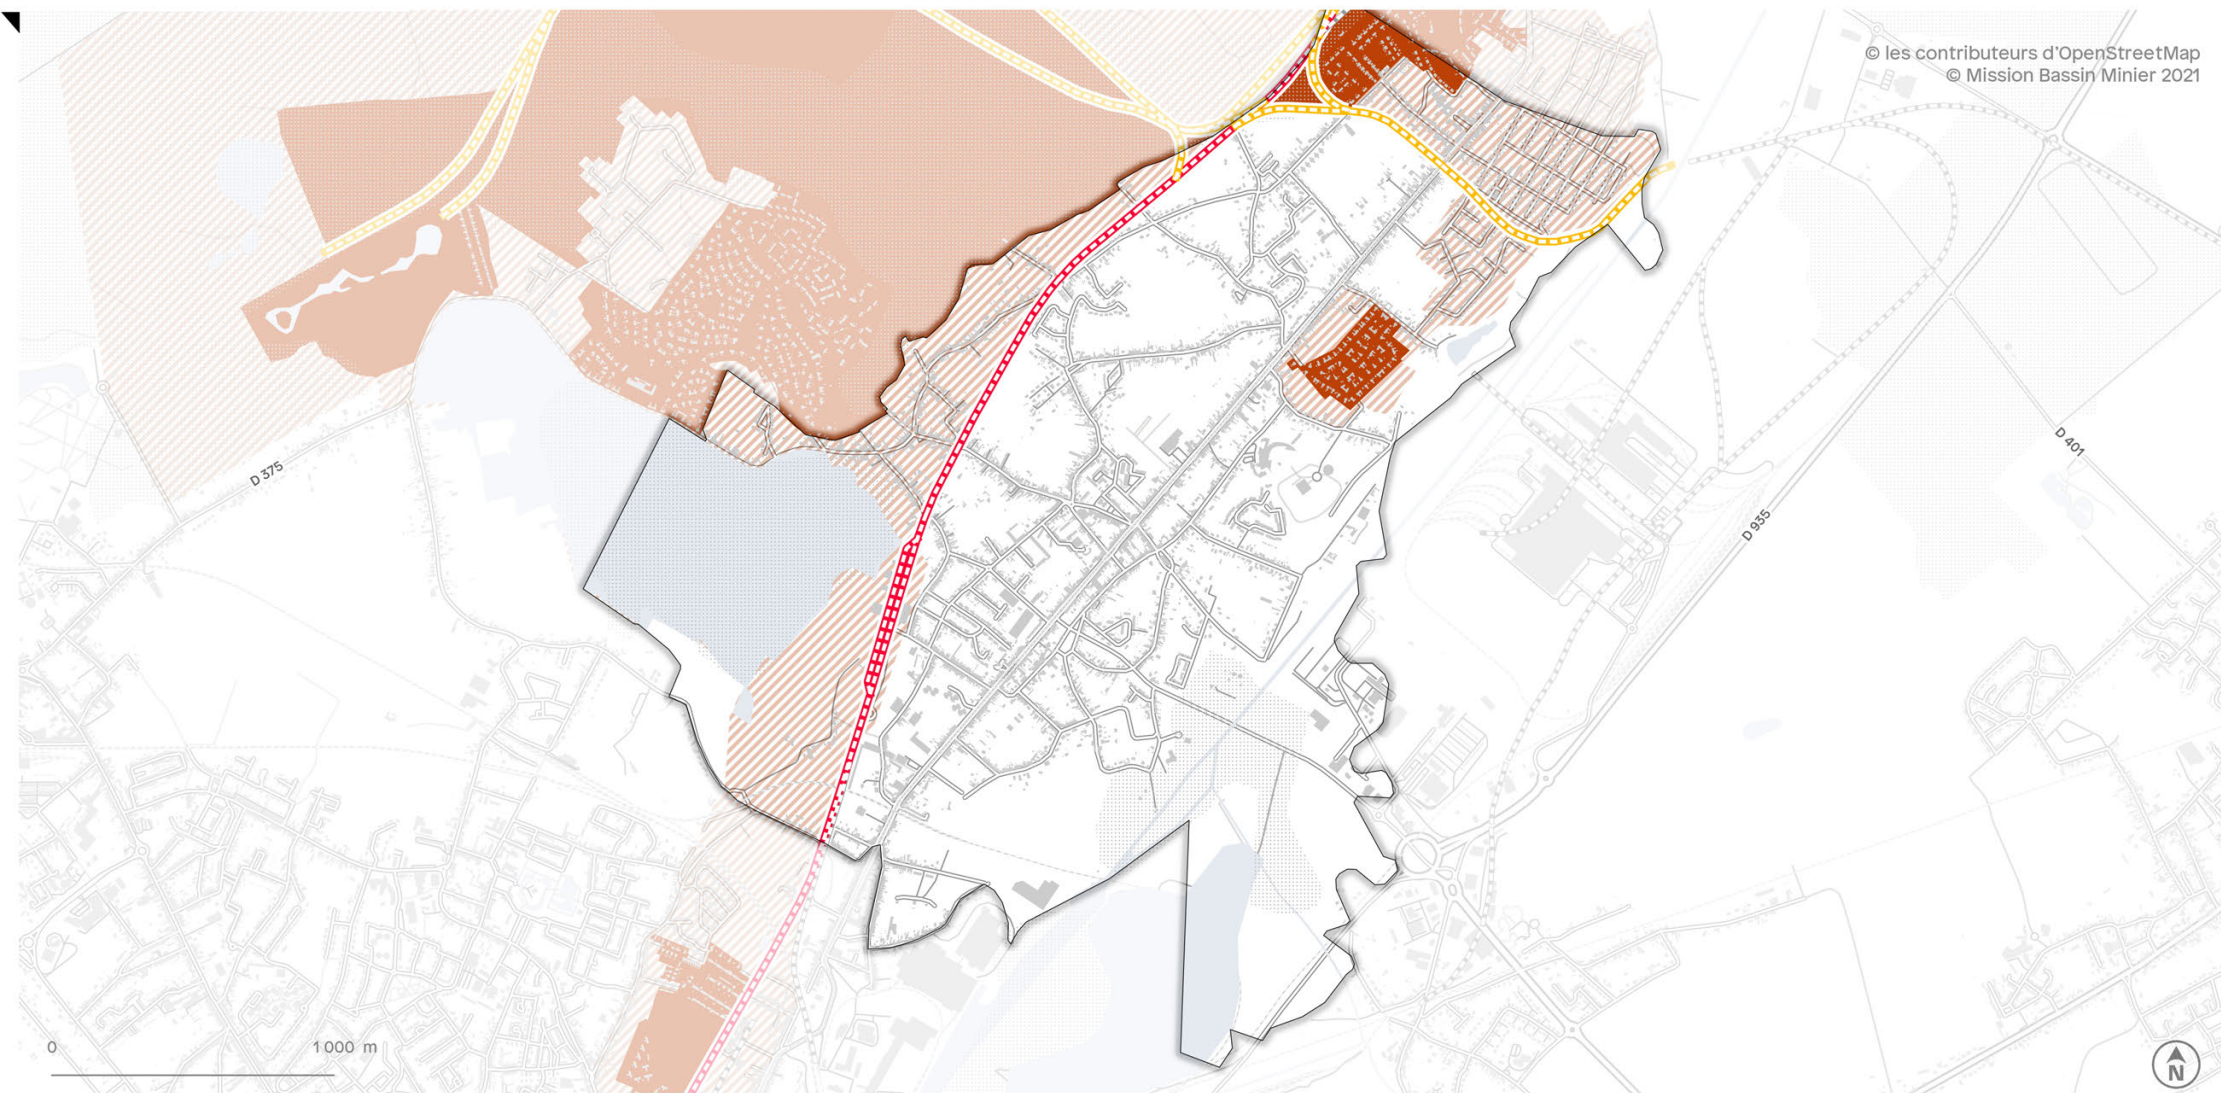 © les contributeurs d'OpenStreetMap
© Mission Bassin Minier 2021
D 375
D 401
D 935
0
1 000 m
N